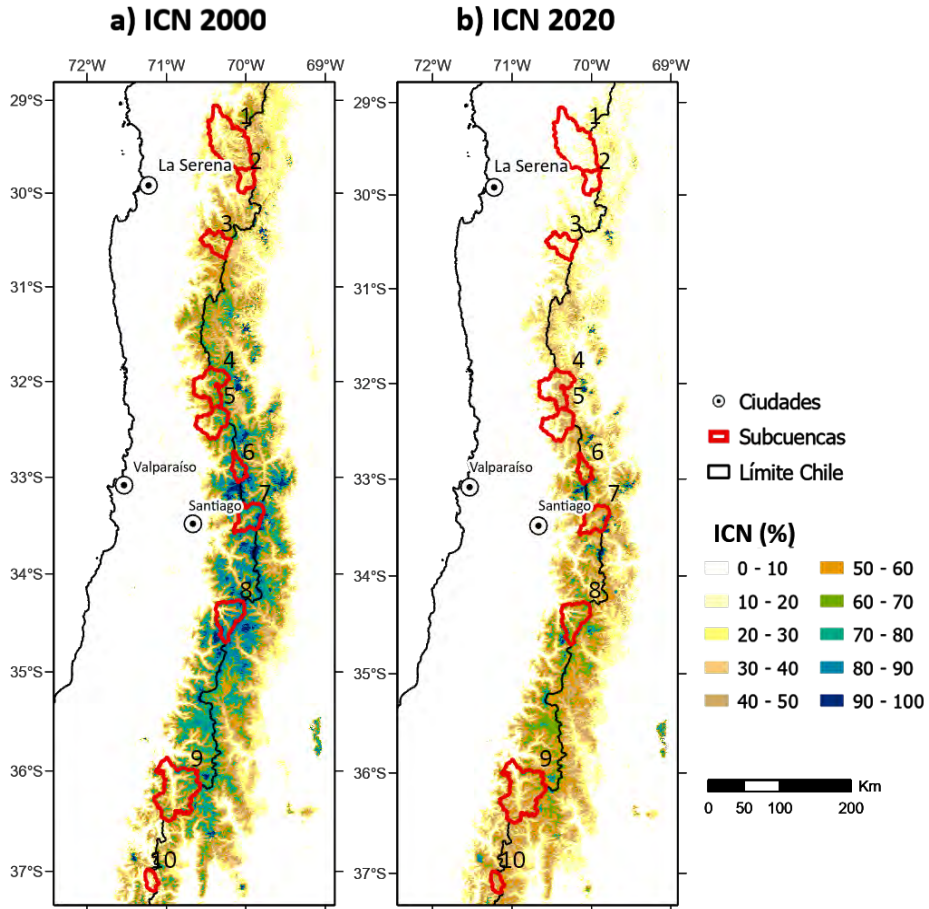 a) ICN 2000
b) ICN 2020
72°W 71°W 70°W 69°W
72°W 71°W 70°W 69°W
29°S
30°S
31°S
32°S
33°S
34°S
35°S
36°S
37°S
1
2
La Serena
3
4
5
6
Valparaíso
7
Santiago
8
9
10
29°S
30°S
31°S
32°S
33°S
34°S
35°S
36°S
37°S
1
2
La Serena
3
4
5
6
Valparaíso
7
Santiago
8
9
10
Ciudades
Subcuencas
Límite Chile
ICN (%)
0 - 10 50 - 60
10 - 20 60 - 70
20 - 30 70 - 80
30 - 40 80 - 90
40 - 50 90 - 100
Km
0 50 100 200